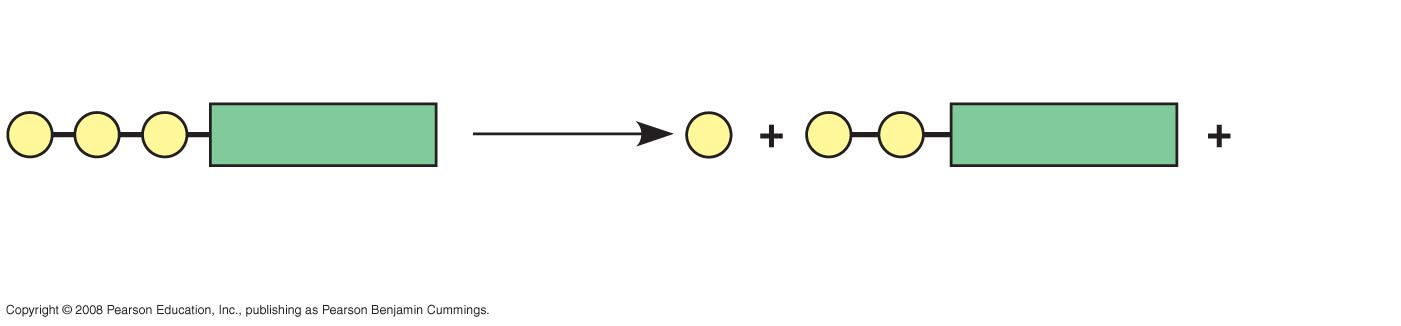 + +
Copyright © 2008 Pearson Education, Inc., publishing as Pearson Benjamin Cummings.